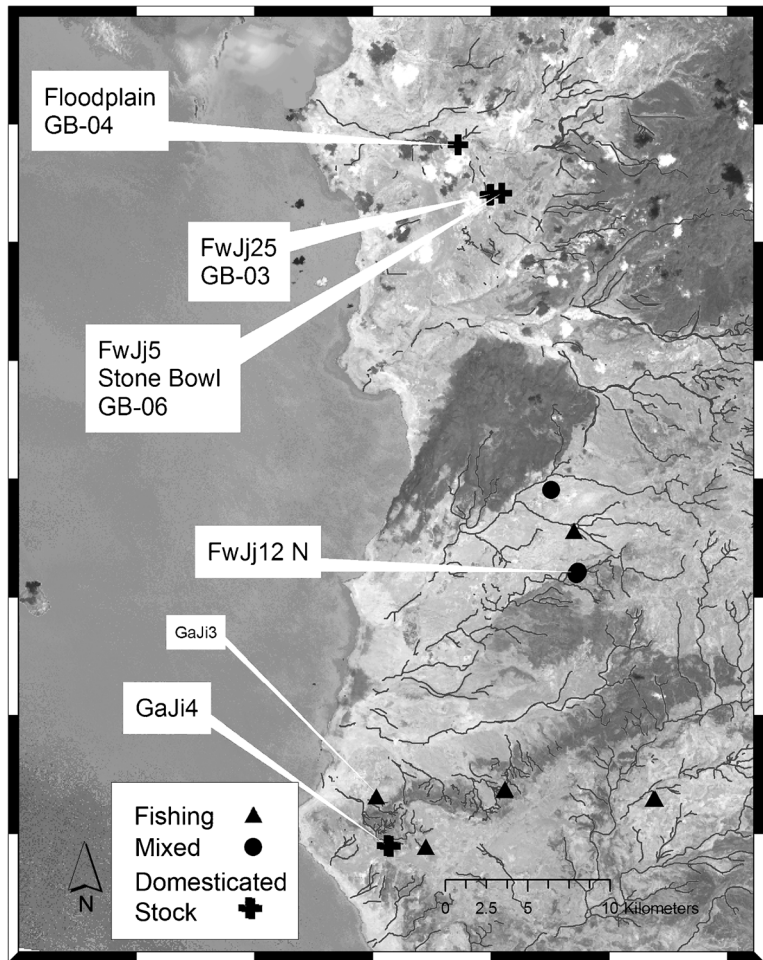 Floodplain
GB-04
FwJj25
GB-03
FwJj5
Stone Bowl
GB-06
FwJj12 N
GaJi3
GaJi4
Fishing
Mixed
Domesticated
Stock
N
0 2.5 5 10 Kilometers